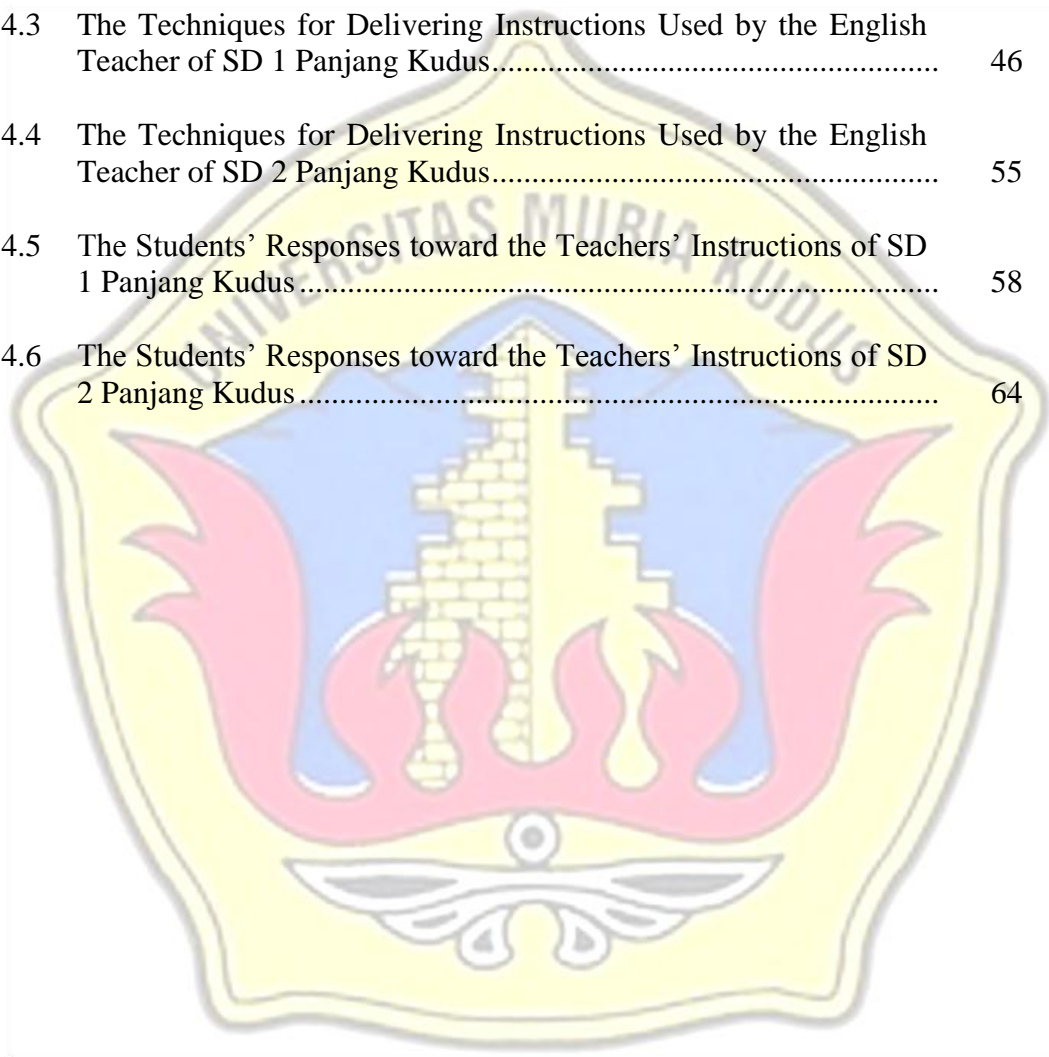 4.3 The Techniques for Delivering Instructions Used by the English
Teacher of SD 1 Panjang Kudus........................................................ 46
4.4 The Techniques for Delivering Instructions Used by the English
Teacher of SD 2 Panjang Kudus........................................................ 55
4.5 The Students’ Responses toward the Teachers’ Instructions of SD
1 Panjang Kudus ................................................................................ 58
4.6 The Students’ Responses toward the Teachers’ Instructions of SD
2 Panjang Kudus ................................................................................ 64
UNIVERSITAS MURIA KUDUS